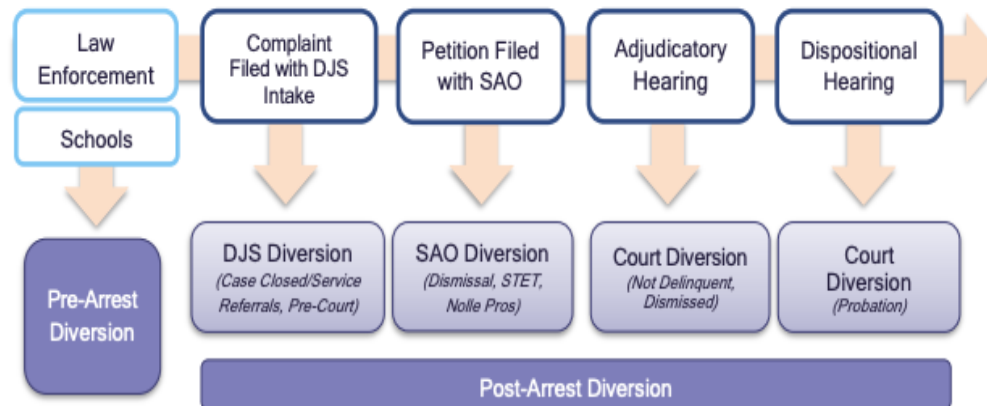 Law
Enforcement
Schools
Complaint
Filed with DJS
Intake
Petition Filed
with SAO
Adjudicatory
Hearing
Dispositional
Hearing
Pre-Arrest
Diversion
DJS Diversion
(Case Closed/Service
Referrals, Pre-Court)
SAO Diversion
(Dismissal, STET,
Nolle Pros)
Court Diversion
(Not Delinquent,
Dismissed)
Court
Diversion
(Probation)
Post-Arrest Diversion